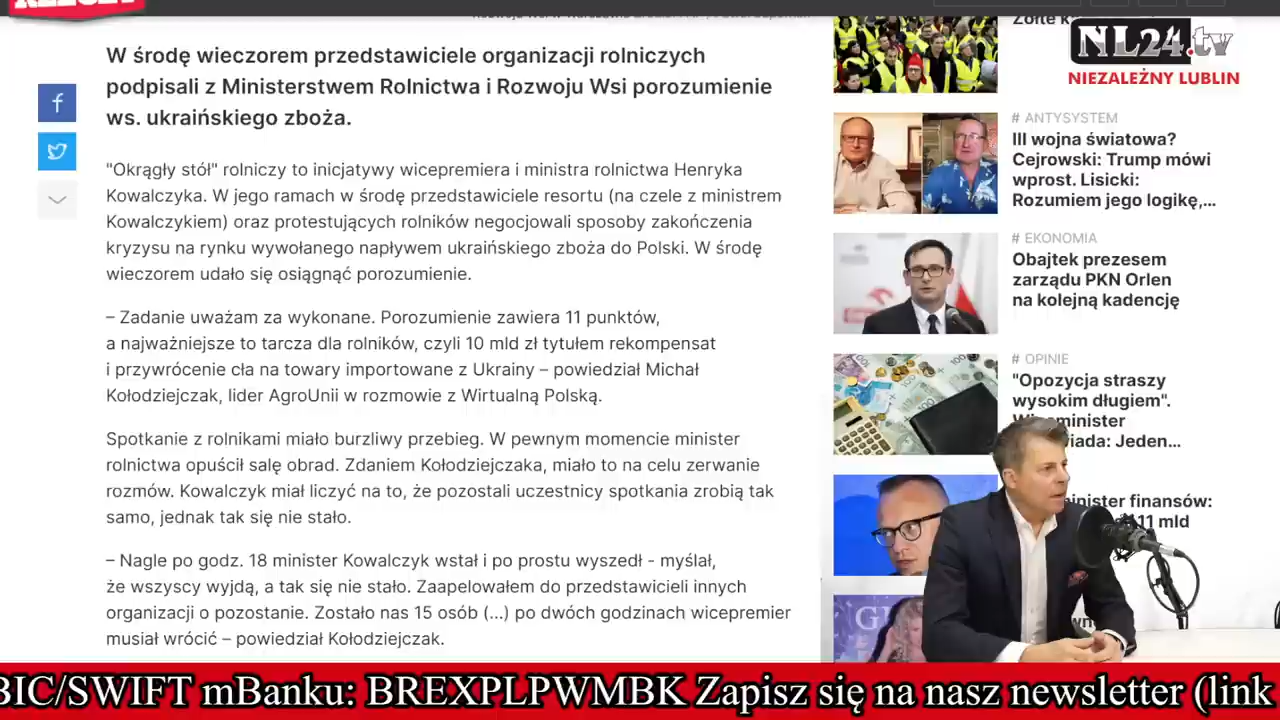 W środę wieczorem przedstawiciele organizacji rolniczych
podpisali z Ministerstwem Rolnictwa i Rozwoju Wsi porozumienie
ws. ukraińskiego zboża.
"Okrągły stół" rolniczy to inicjatywy wicepremiera i ministra rolnictwa Henryka
Kowalczyka. W jego ramach w środę przedstawiciele resortu (na czele z ministrem
Kowalczykiem) oraz protestujących rolników negocjowali sposoby zakończenia
kryzysu na rynku wywołanego napływem ukraińskiego zboża do Polski. W środę
wieczorem udało się osiągnąć porozumienie.
– Zadanie uważam za wykonane. Porozumienie zawiera 11 punktów,
a najważniejsze to tarcza dla rolników, czyli 10 mld zł tytułem rekompensat
i przywrócenie cła na towary importowane z Ukrainy – powiedział Michał
Kołodziejczak, lider AgroUnii w rozmowie z Wirtualną Polską.
Spotkanie z rolnikami miało burzliwy przebieg. W pewnym momencie minister
rolnictwa opuścił salę obrad. Zdaniem Kołodziejczaka, miało to na celu zerwanie
rozmów. Kowalczyk miał liczyć na to, że pozostali uczestnicy spotkania zrobią tak
samo, jednak tak się nie stało.
– Nagle po godz. 18 minister Kowalczyk wstał i po prostu wyszedł - myślał,
że wszyscy wyjdą, a tak się nie stało. Zaapelowałem do przedstawicieli innych
organizacji o pozostanie. Zostało nas 15 osób (...) po dwóch godzinach wicepremier
musiał wrócić – powiedział Kołodziejczak.
NL24.tv
NIEZALEŻNY LUBLIN
# ANTYSYSTEM
III wojna światowa?
Cejrowski: Trump mówi
wprost. Lisicki:
Rozumiem jego logikę,...
# EKONOMIA
Obajtek prezesem
zarządu PKN Orlen
na kolejną kadencję
# OPINIE
"Opozycja straszy
wysokim długiem".
Jeden...
finansów:
11 mld
BIC/SWIFT mBanku: BREXPLPWMBK Zapisz się na nasz newsletter (link